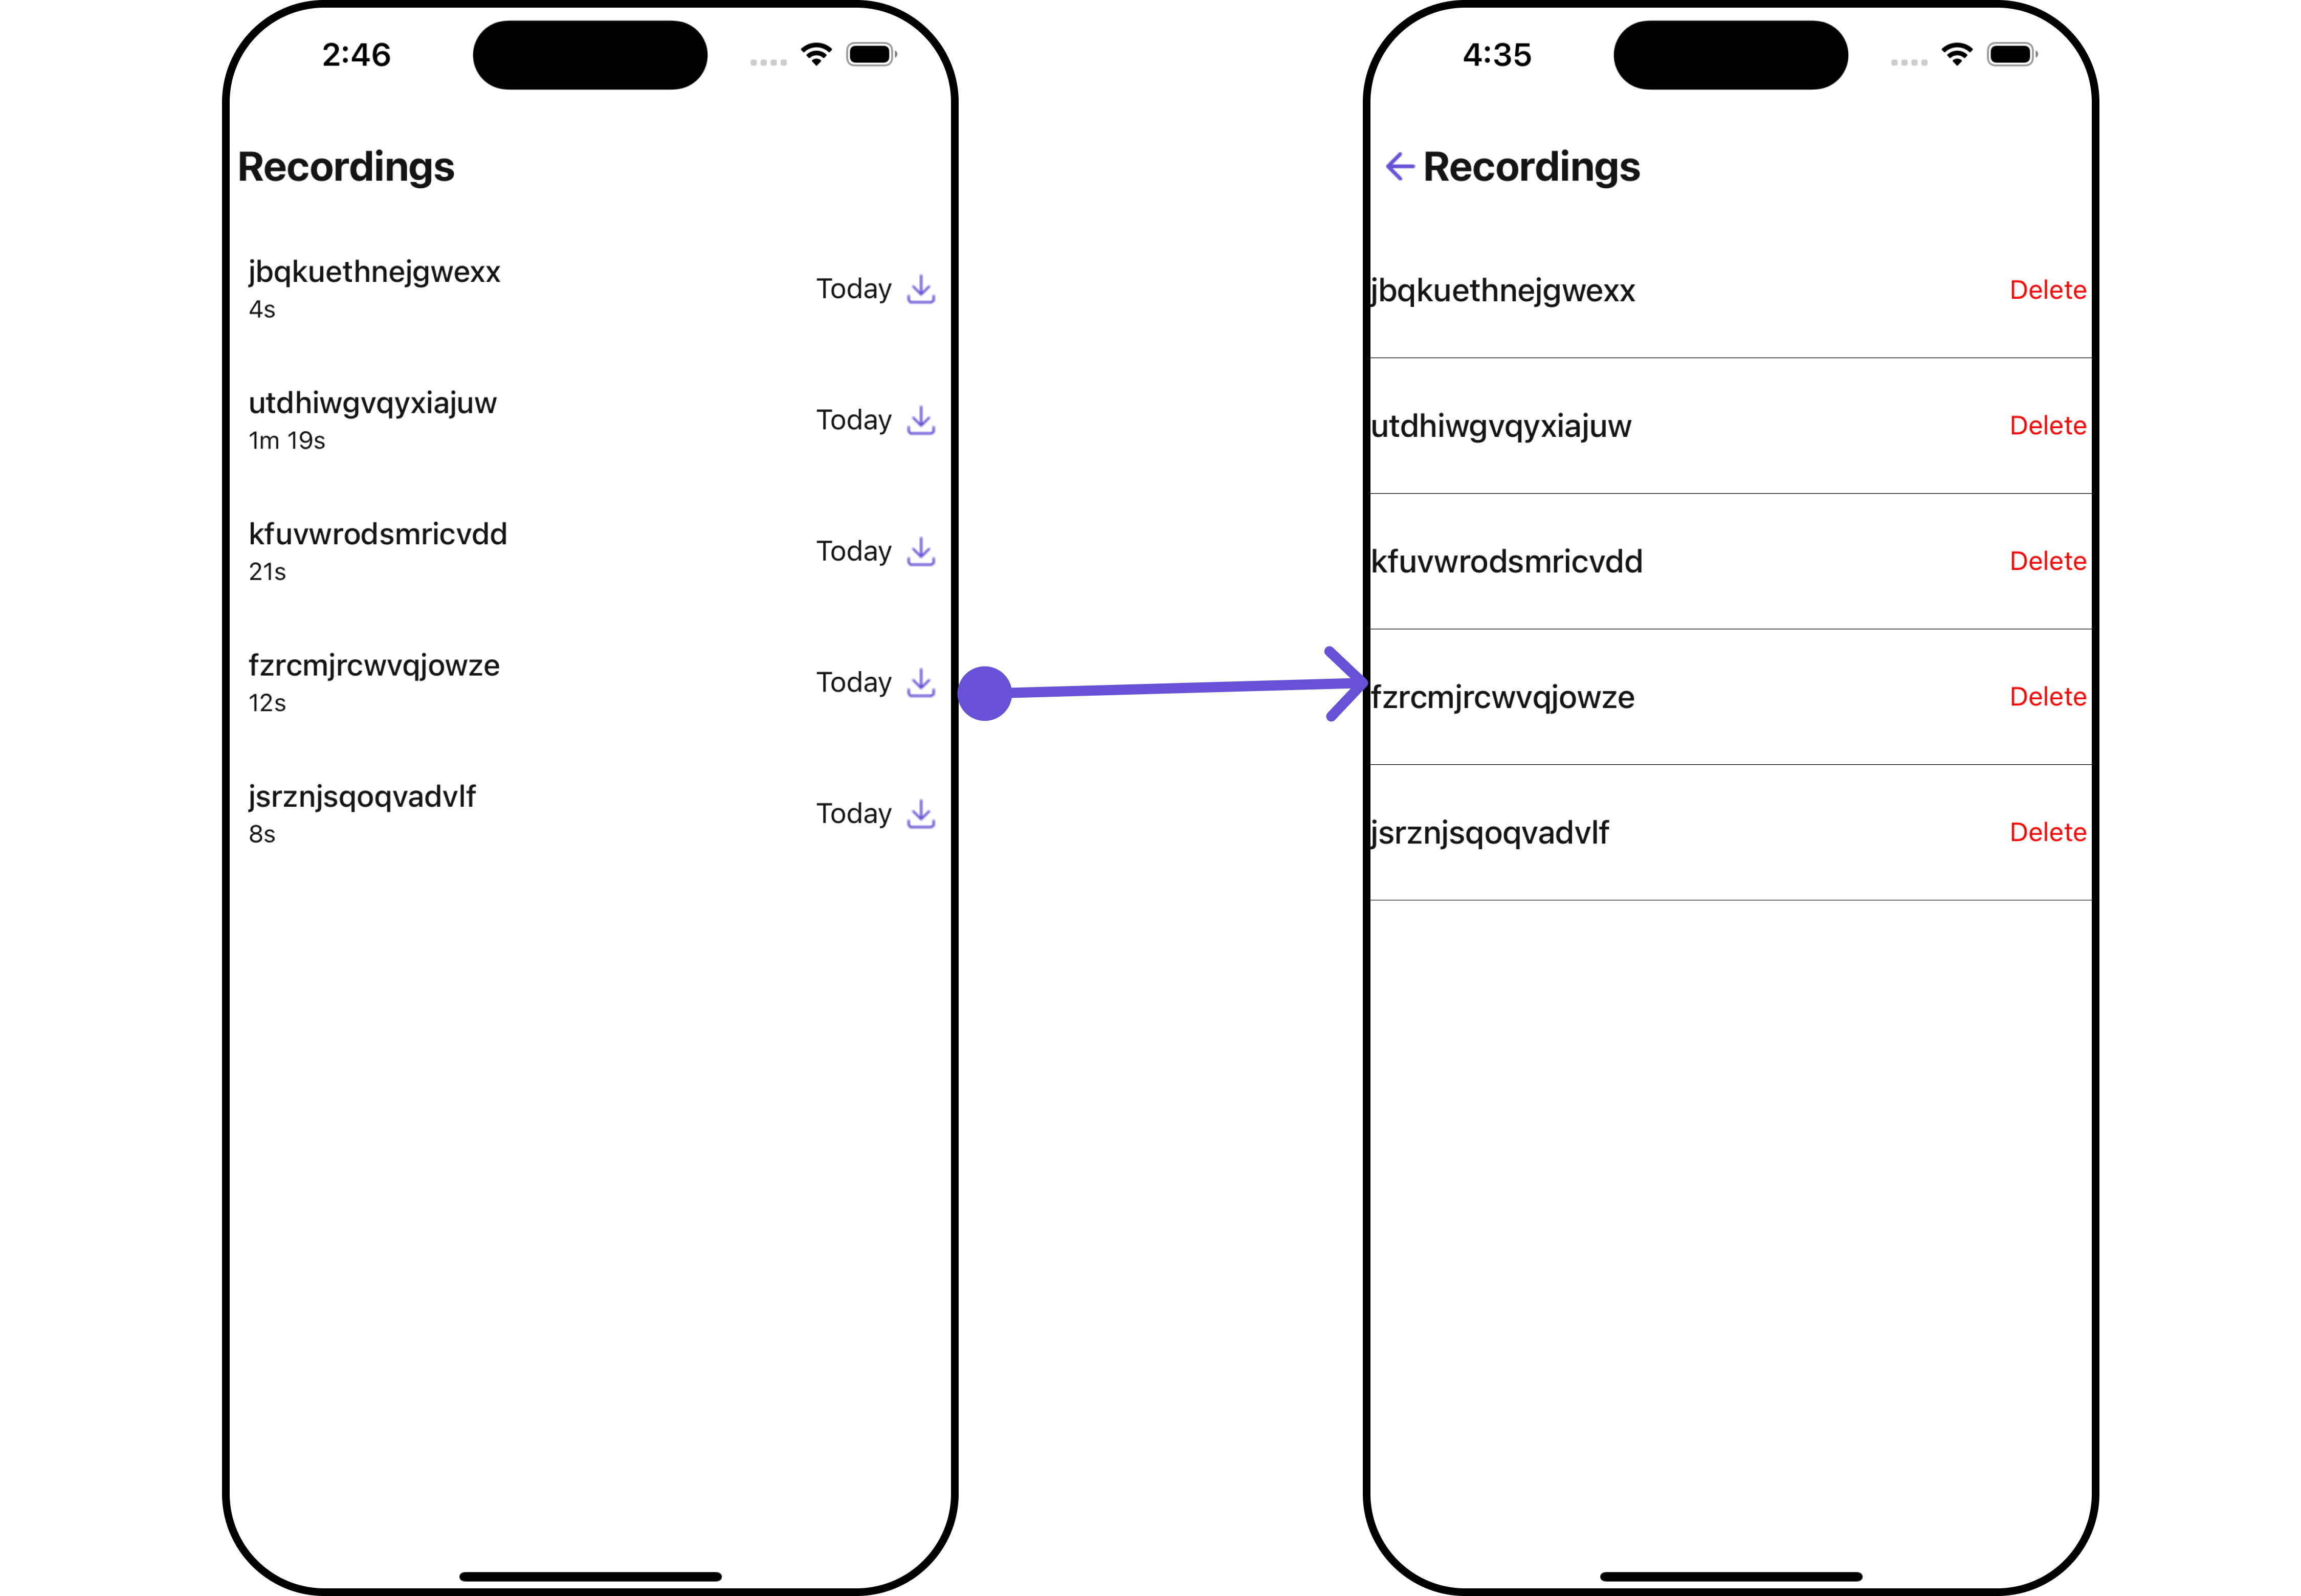 2:46
Recordings
jbqkuethnejgwexx
4s
Today
utdhiwgvqyxiajuw
1m 19s
Today
kfuvwrodsmricvdd
21s
Today
fzrcmjrcwvqjowze
12s
Today
jsrznjsqoqvadvlf
8s
Today
4:35
Recordings
jbqkuethnejgwexx Delete
utdhiwgvqyxiajuw Delete
kfuvwrodsmricvdd Delete
fzrcmjrcwvqjowze Delete
jsrznjsqoqvadvlf Delete